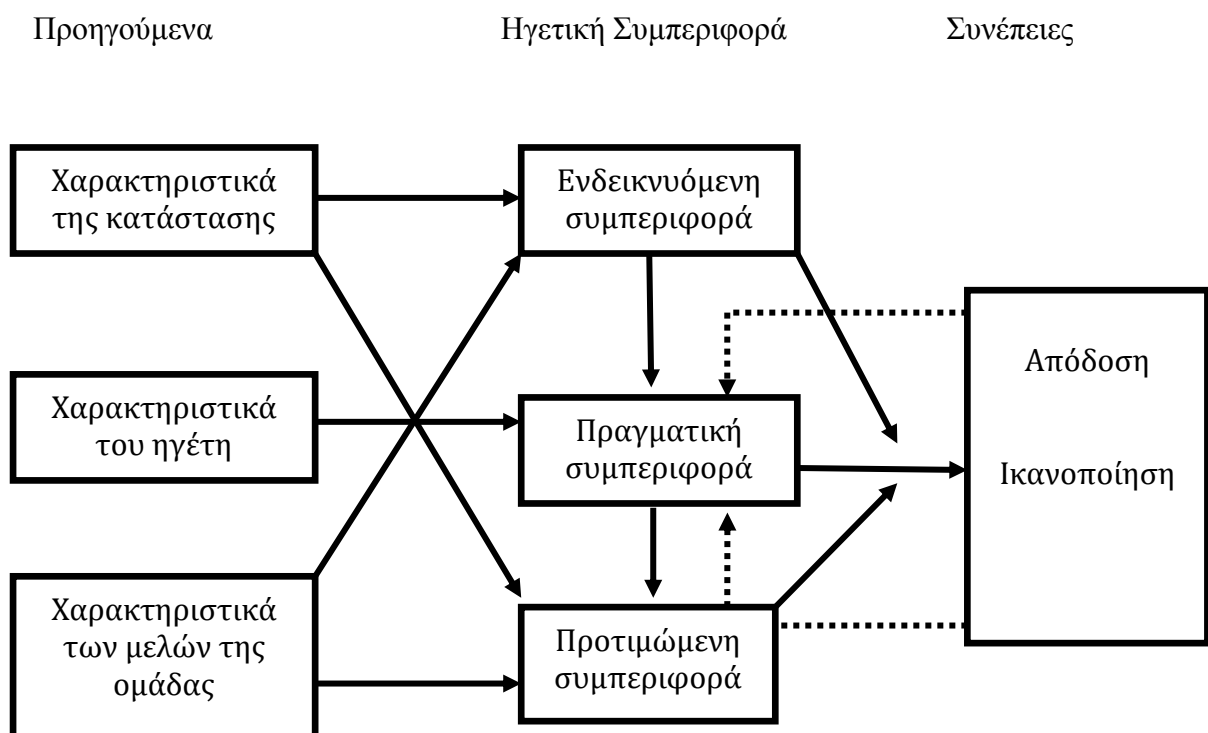 Προηγούμενα
Ηγετική Συμπεριφορά
Συνέπειες
Χαρακτηριστικά
της κατάστασης
Ενδεικνυόμενη
συμπεριφορά
Χαρακτηριστικά
του ηγέτη
Πραγματική
συμπεριφορά
Απόδοση
Ικανοποίηση
Χαρακτηριστικά
των μελών της
ομάδας
Προτιμώμενη
συμπεριφορά